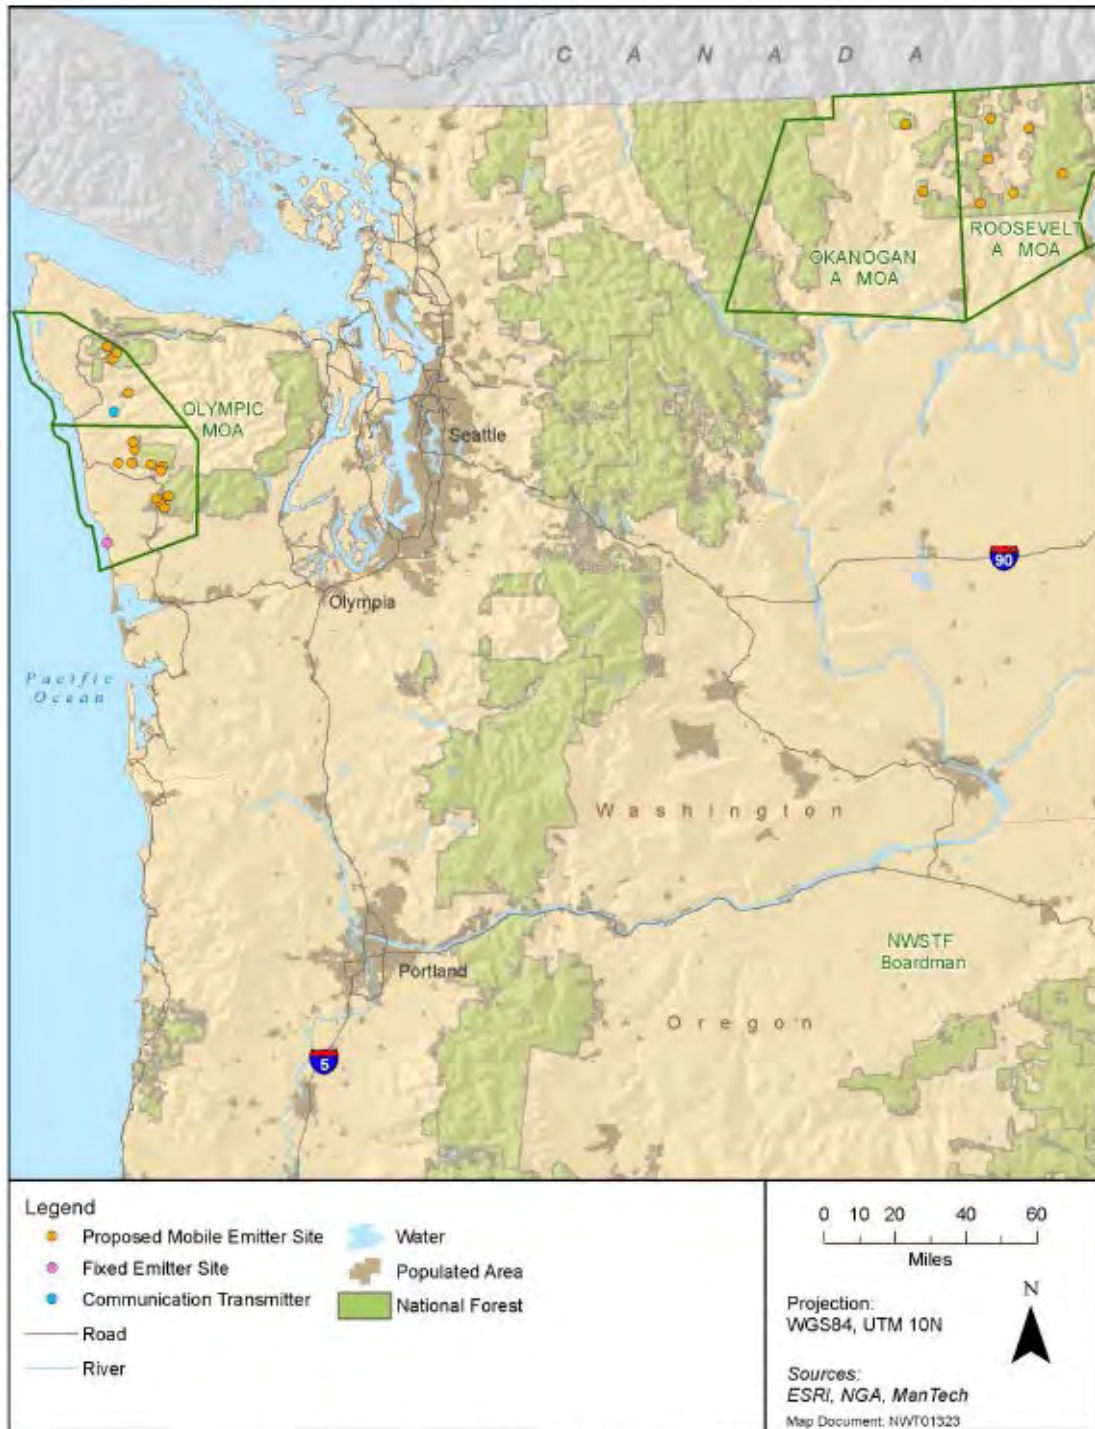 C A N A D A
OKANOGAN
A MOA
ROOSEVELT
A MOA
OLYMPIC
MOA
Seattle
90
Olympia
Pacific
Ocean
Washington
NWSTF
Boardman
Portland
Oregon
5
Legend
Proposed Mobile Emitter Site
Fixed Emitter Site
Communication Transmitter
Road
River
Water
Populated Area
National Forest
0 10 20 40 60
Miles
N
Projection:
WGS84, UTM 10N
Sources:
ESRI, NGA, ManTech
Map Document: NWT01323